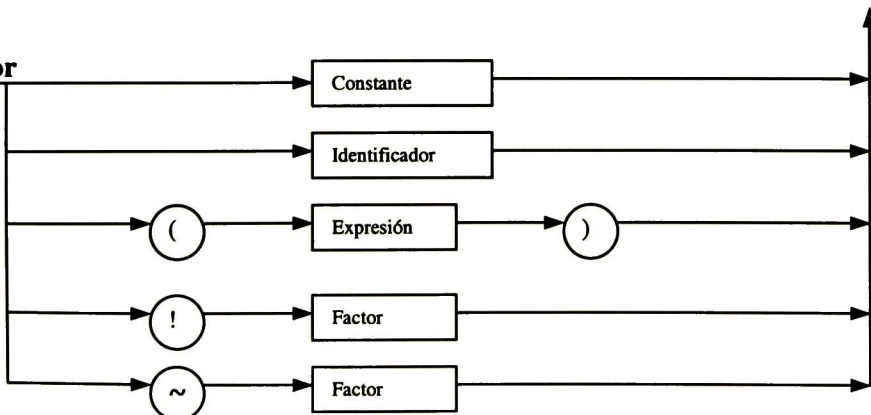 or
Constante
Identificador
( Expresión )
! Factor
~ Factor